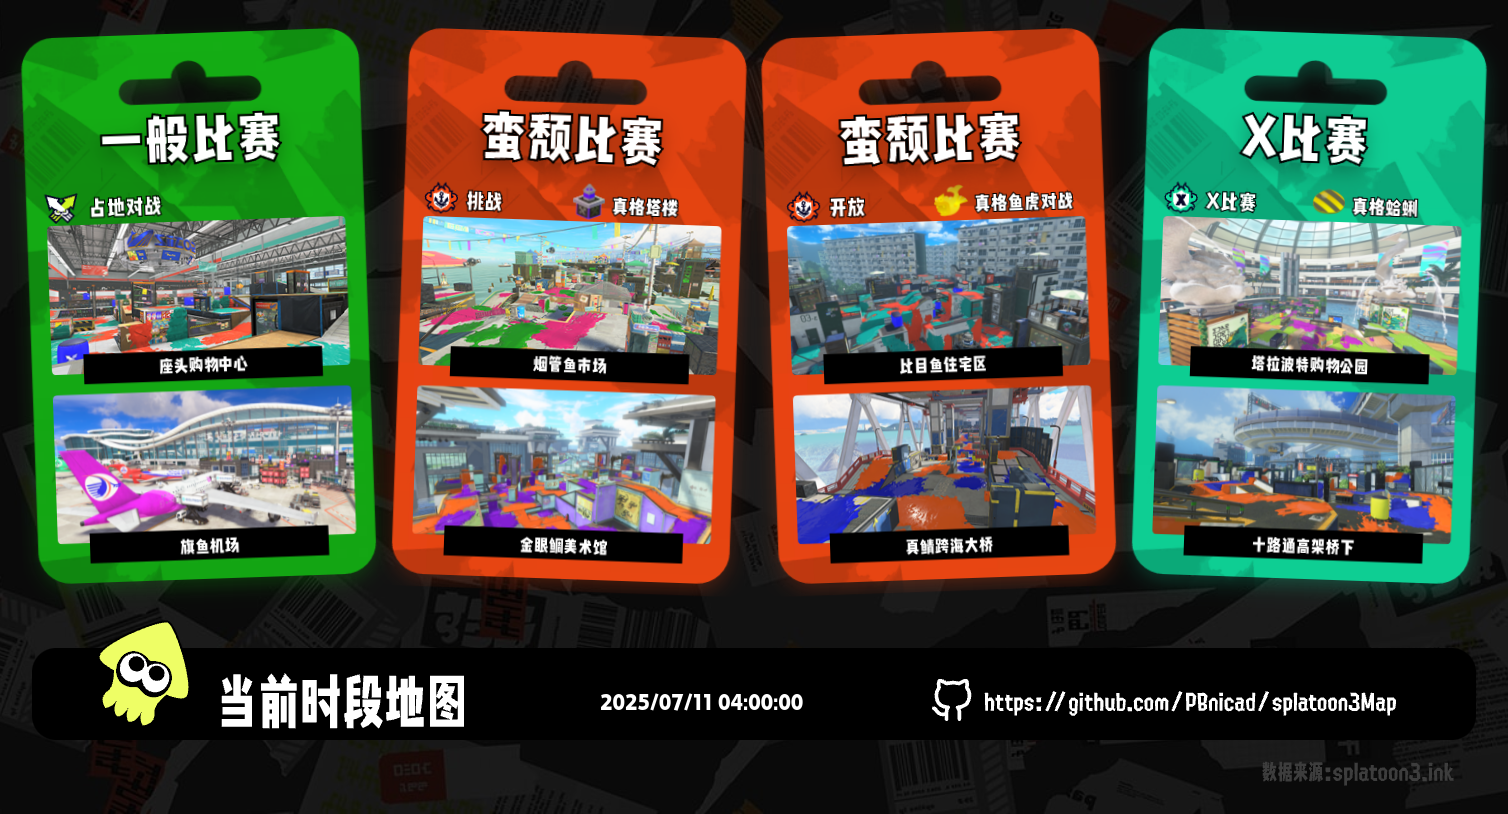 一般比赛
占地对战
座头购物中心
旗鱼机场
蛮颓比赛
挑战
真格塔楼
烟管鱼市场
金眼鲷美术馆
蛮颓比赛
开放
真格鱼虎对战
比目鱼住宅区
真鲭跨海大桥
X比赛
X比赛
真格蛤蜊
塔拉波特购物公园
十路通高架桥下
当前时段地图
2025/07/11 04:00:00
https://github.com/PBnicad/splatoon3Map
数据来源:splatoon3.ink